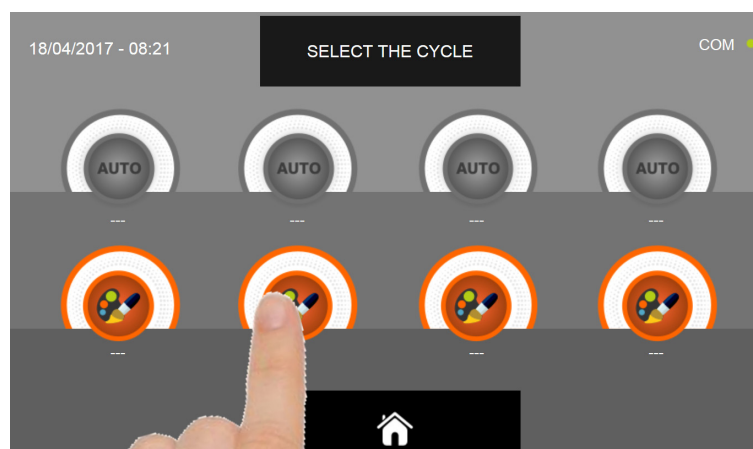 18/04/2017 - 08:21
SELECT THE CYCLE
COM
AUTO
AUTO
AUTO
AUTO
---
---
---
---
---
---
---